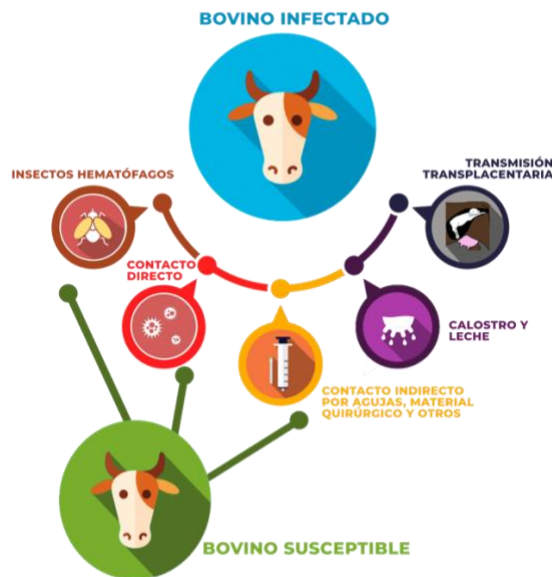 BOVINO INFECTADO
INSECTOS HEMATÓFAGOS
TRANSMISIÓN
TRANSPLACENTARIA
CONTACTO
DIRECTO
CALOSTRO Y
LECHE
CONTACTO INDIRECTO
POR AGUJAS, MATERIAL
QUIRÚRGICO Y OTROS
BOVINO SUSCEPTIBLE